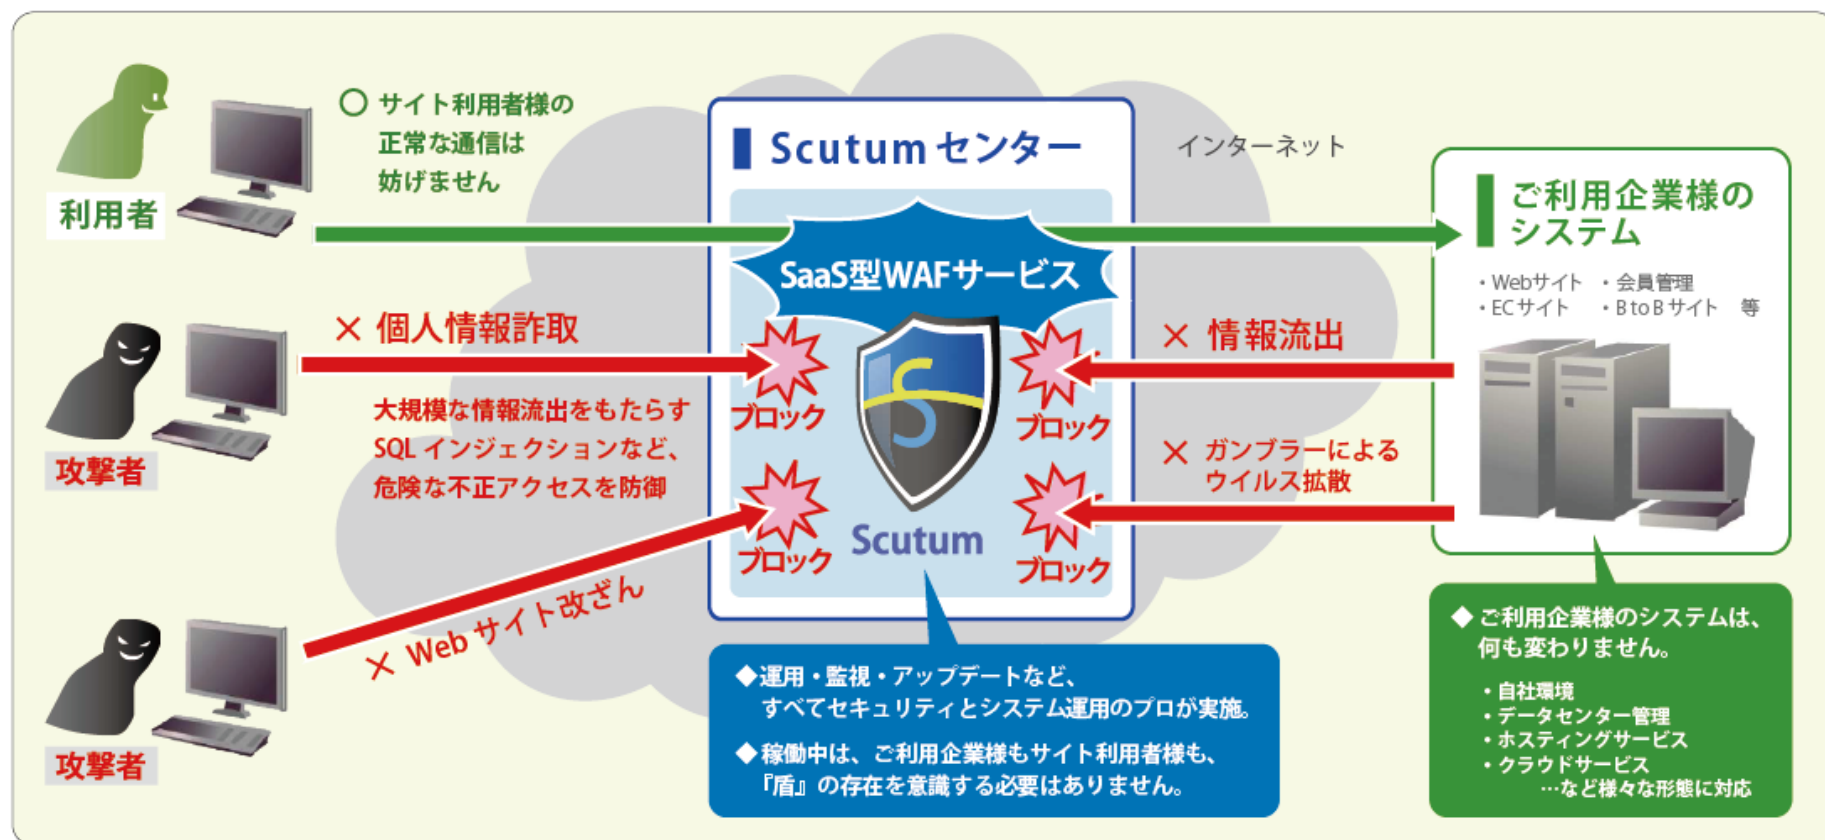 ○ サイト利用者様の
正常な通信は
妨げません
利用者
Scutum センター
インターネット
ご利用企業様の
システム
・Webサイト ・会員管理
・ECサイト ・B to B サイト 等
SaaS型WAFサービス
× 個人情報詐取
大規模な情報流出をもたらす
SQL インジェクションなど、
危険な不正アクセスを防御
攻撃者
ブロック
ブロック
× 情報流出
× ガンブラーによる
ウイルス拡散
ブロック
ブロック
Scutum
× Web サイト改ざん
攻撃者
◆運用・監視・アップデートなど、
すべてセキュリティとシステム運用のプロが実施。
◆稼働中は、ご利用企業様もサイト利用者様も、
『盾』の存在を意識する必要はありません。
◆ ご利用企業様のシステムは、
何も変わりません。
・自社環境
・データセンター管理
・ホスティングサービス
・クラウドサービス
…など様々な形態に対応